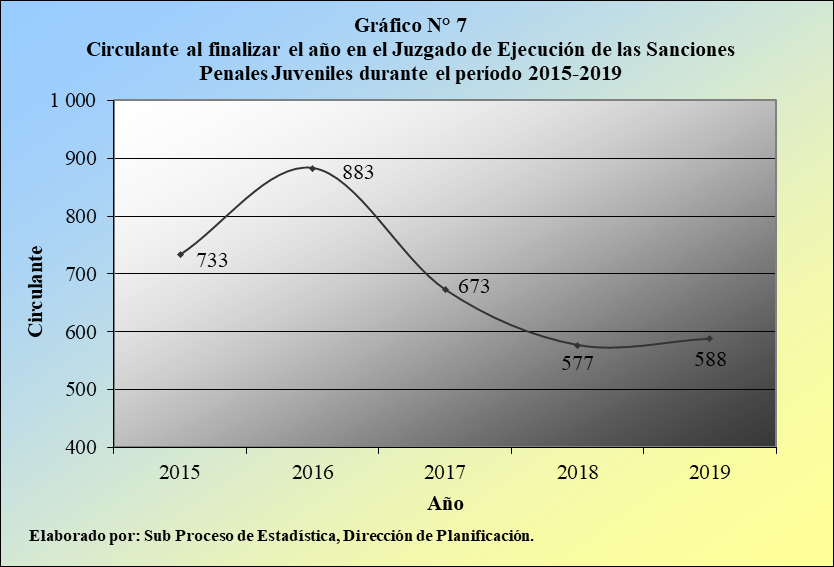 Gráfico N° 7
Circulante al finalizar el año en el Juzgado de Ejecución de las Sanciones
Penales Juveniles durante el período 2015-2019
1 000
900
800
700
600
500
400
Circulante
733
883
673
577
588
2015
2016
2017
2018
2019
Año
Elaborado por: Sub Proceso de Estadística, Dirección de Planificación.